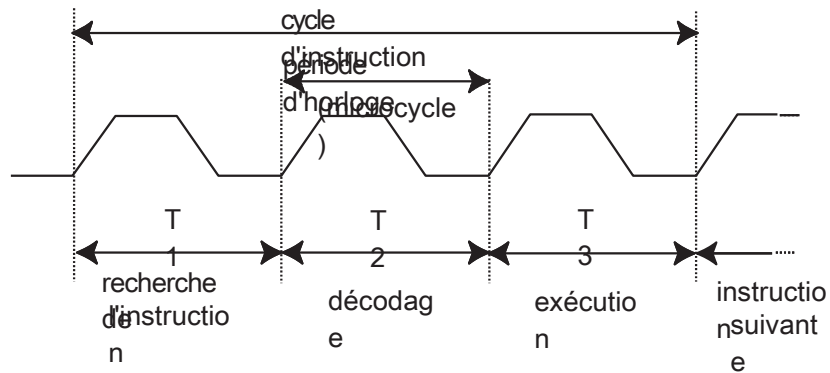 cycle
d'instruction
période
d'horloge
(microcycle
)
T
1
T
2
T
3
recherche
de
l'instructio
n
décodag
e
exécutio
n
instructio
n
suivant
e